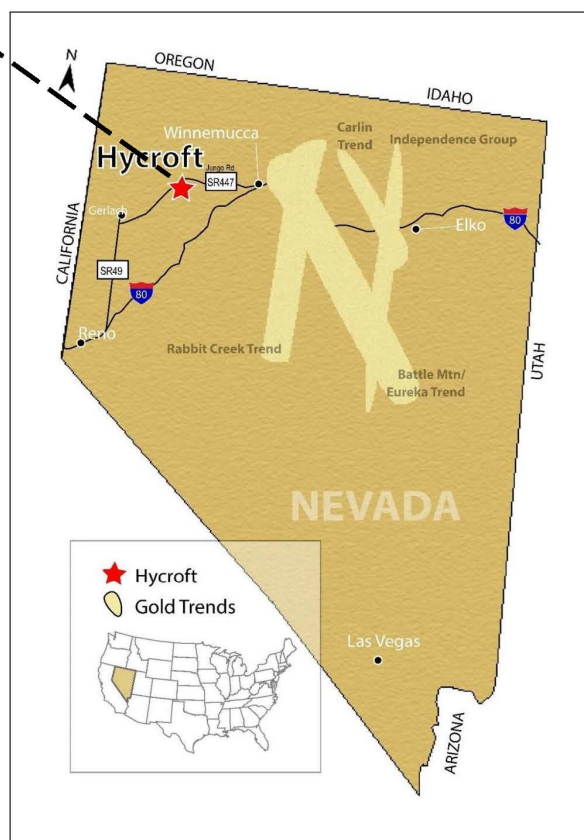 N
OREGON
IDAHO
Winnemucca
Carlin
Trend
Independence Group
Hycroft
Jungo Rd.
SR447
Gerlach
CALIFORNIA
80
Elko
SR49
80
Reno
Rabbit Creek Trend
Battle Mtn/
Eureka Trend
UTAH
NEVADA
Hycroft
Gold Trends
Las Vegas
ARIZONA